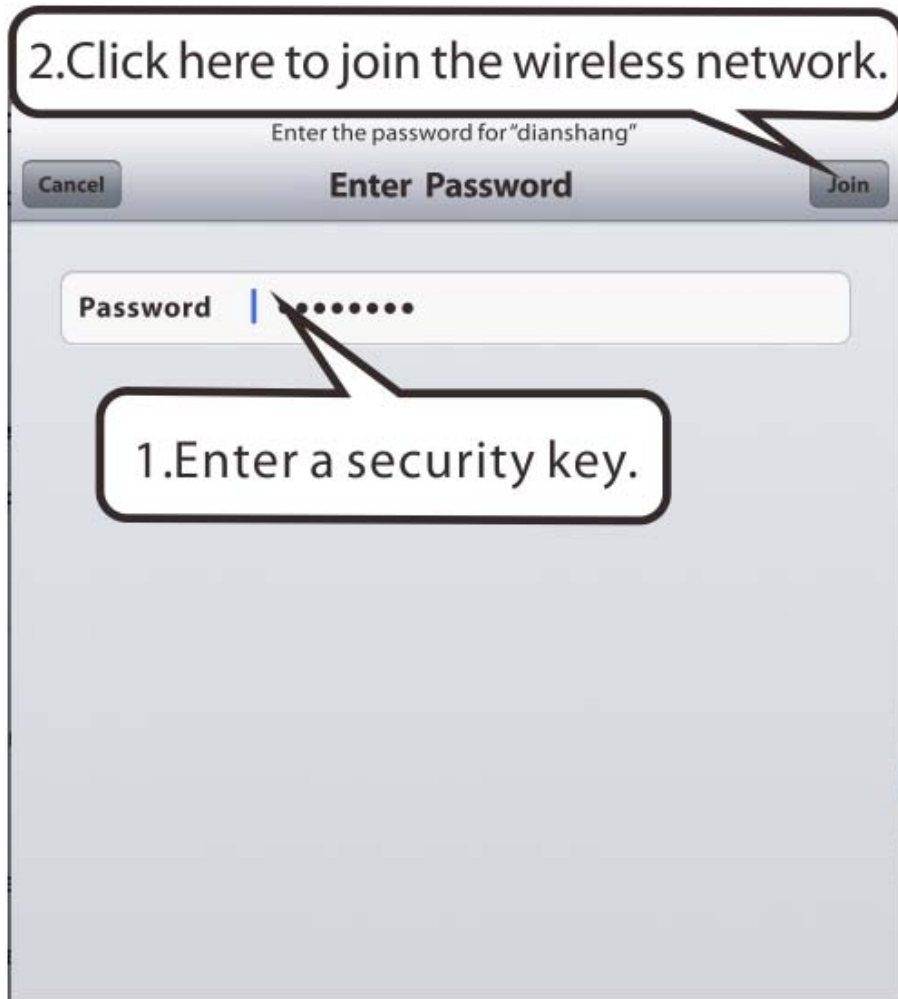 2.Click here to join the wireless network.
Enter the password for "dianshang"
Cancel Enter Password Join
Password ••••••••
1.Enter a security key.